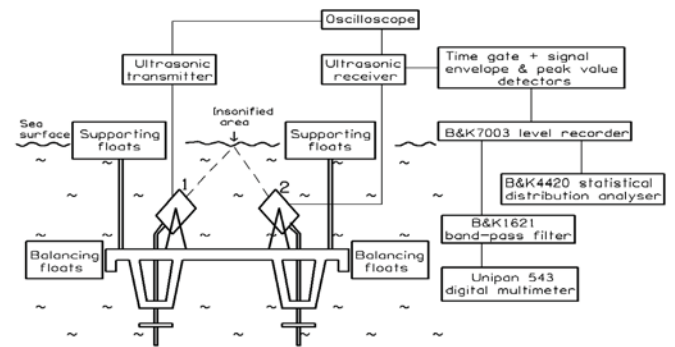 Oscilloscope
Ultrasonic
transmitter
Ultrasonic
receiver
Time gate + signal
envelope & peak value
detectors
Insonified
area
Sea
surface
Supporting
floats
Supporting
floats
B&K7003 level recorder
1
2
B&K4420 statistical
distribution analyser
B&K1621
band-pass filter
Balancing
floats
Balancing
floats
Unipan 543
digital multimeter